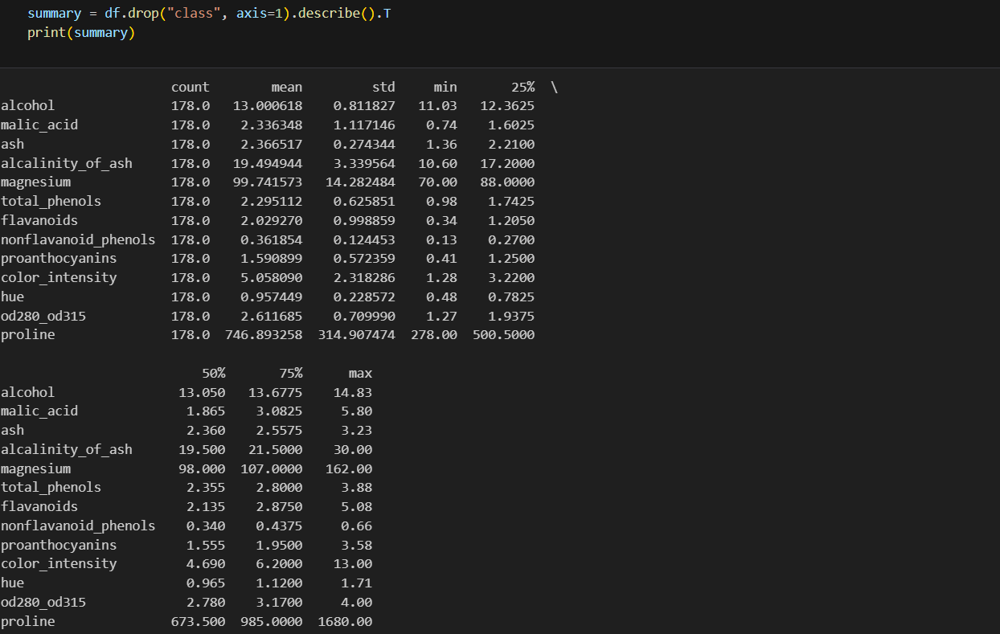 summary = df.drop("class", axis=1).describe().T
print(summary)
                      count        mean         std     min       25%  \
alcohol               178.0   13.000618    0.811827   11.03   12.3625
malic_acid            178.0    2.336348    1.117146    0.74    1.6025
ash                   178.0    2.366517    0.274344    1.36    2.2100
alcalinity_of_ash     178.0   19.494944    3.339564   10.60   17.2000
magnesium             178.0   99.741573   14.282484   70.00   88.0000
total_phenols         178.0    2.295112    0.625851    0.98    1.7425
flavanoids            178.0    2.029270    0.998859    0.34    1.2050
nonflavanoid_phenols  178.0    0.361854    0.124453    0.13    0.2700
proanthocyanins       178.0    1.590899    0.572359    0.41    1.2500
color_intensity       178.0    5.058090    2.318286    1.28    3.2200
hue                   178.0    0.957449    0.228572    0.48    0.7825
od280_od315           178.0    2.611685    0.709990    1.27    1.9375
proline               178.0  746.893258  314.907474  278.00  500.5000
                          50%       75%      max
alcohol                13.050   13.6775    14.83
malic_acid              1.865    3.0825     5.80
ash                     2.360    2.5575     3.23
alcalinity_of_ash      19.500   21.5000    30.00
magnesium              98.000  107.0000   162.00
total_phenols           2.355    2.8000     3.88
flavanoids              2.135    2.8750     5.08
nonflavanoid_phenols    0.340    0.4375     0.66
proanthocyanins         1.555    1.9500     3.58
color_intensity         4.690    6.2000    13.00
hue                     0.965    1.1200     1.71
od280_od315             2.780    3.1700     4.00
proline               673.500  985.0000  1680.00